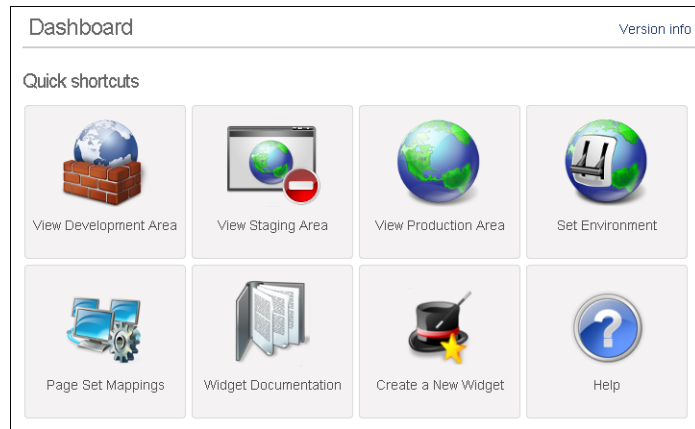 Dashboard
Version info
Quick shortcuts
View Development Area
View Staging Area
View Production Area
Set Environment
Page Set Mappings
Widget Documentation
Create a New Widget
Help